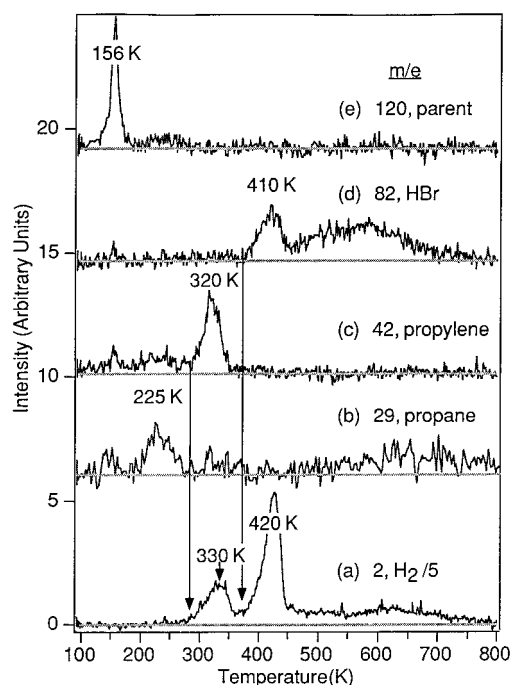 156 K
m/e
(e) 120, parent
20
410 K
(d) 82, HBr
15
320 K
(c) 42, propylene
10
225 K
(b) 29, propane
5
420 K
330 K
(a) 2, H2 /5
0
100 200 300 400 500 600 700 800
Temperature(K)
Intensity (Arbitrary Units)